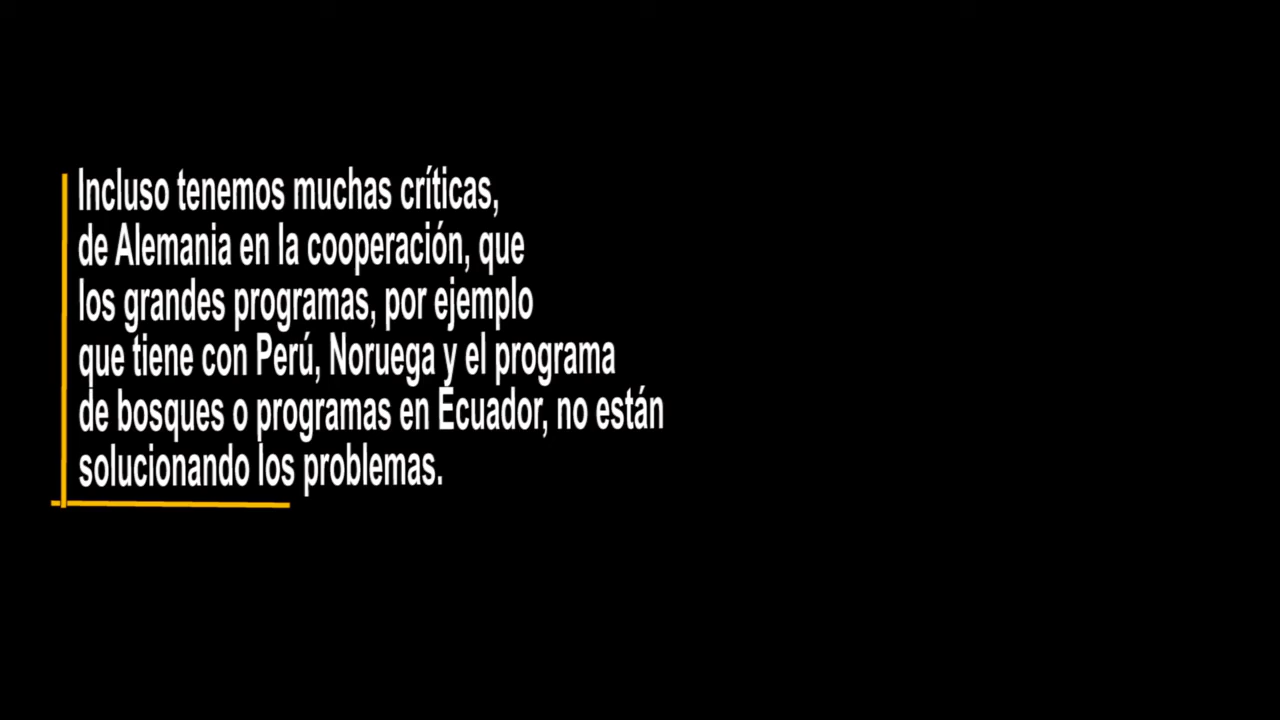 Incluso tenemos muchas críticas,
de Alemania en la cooperación, que
los grandes programas, por ejemplo
que tiene con Perú, Noruega y el programa
de bosques o programas en Ecuador, no están
solucionando los problemas.